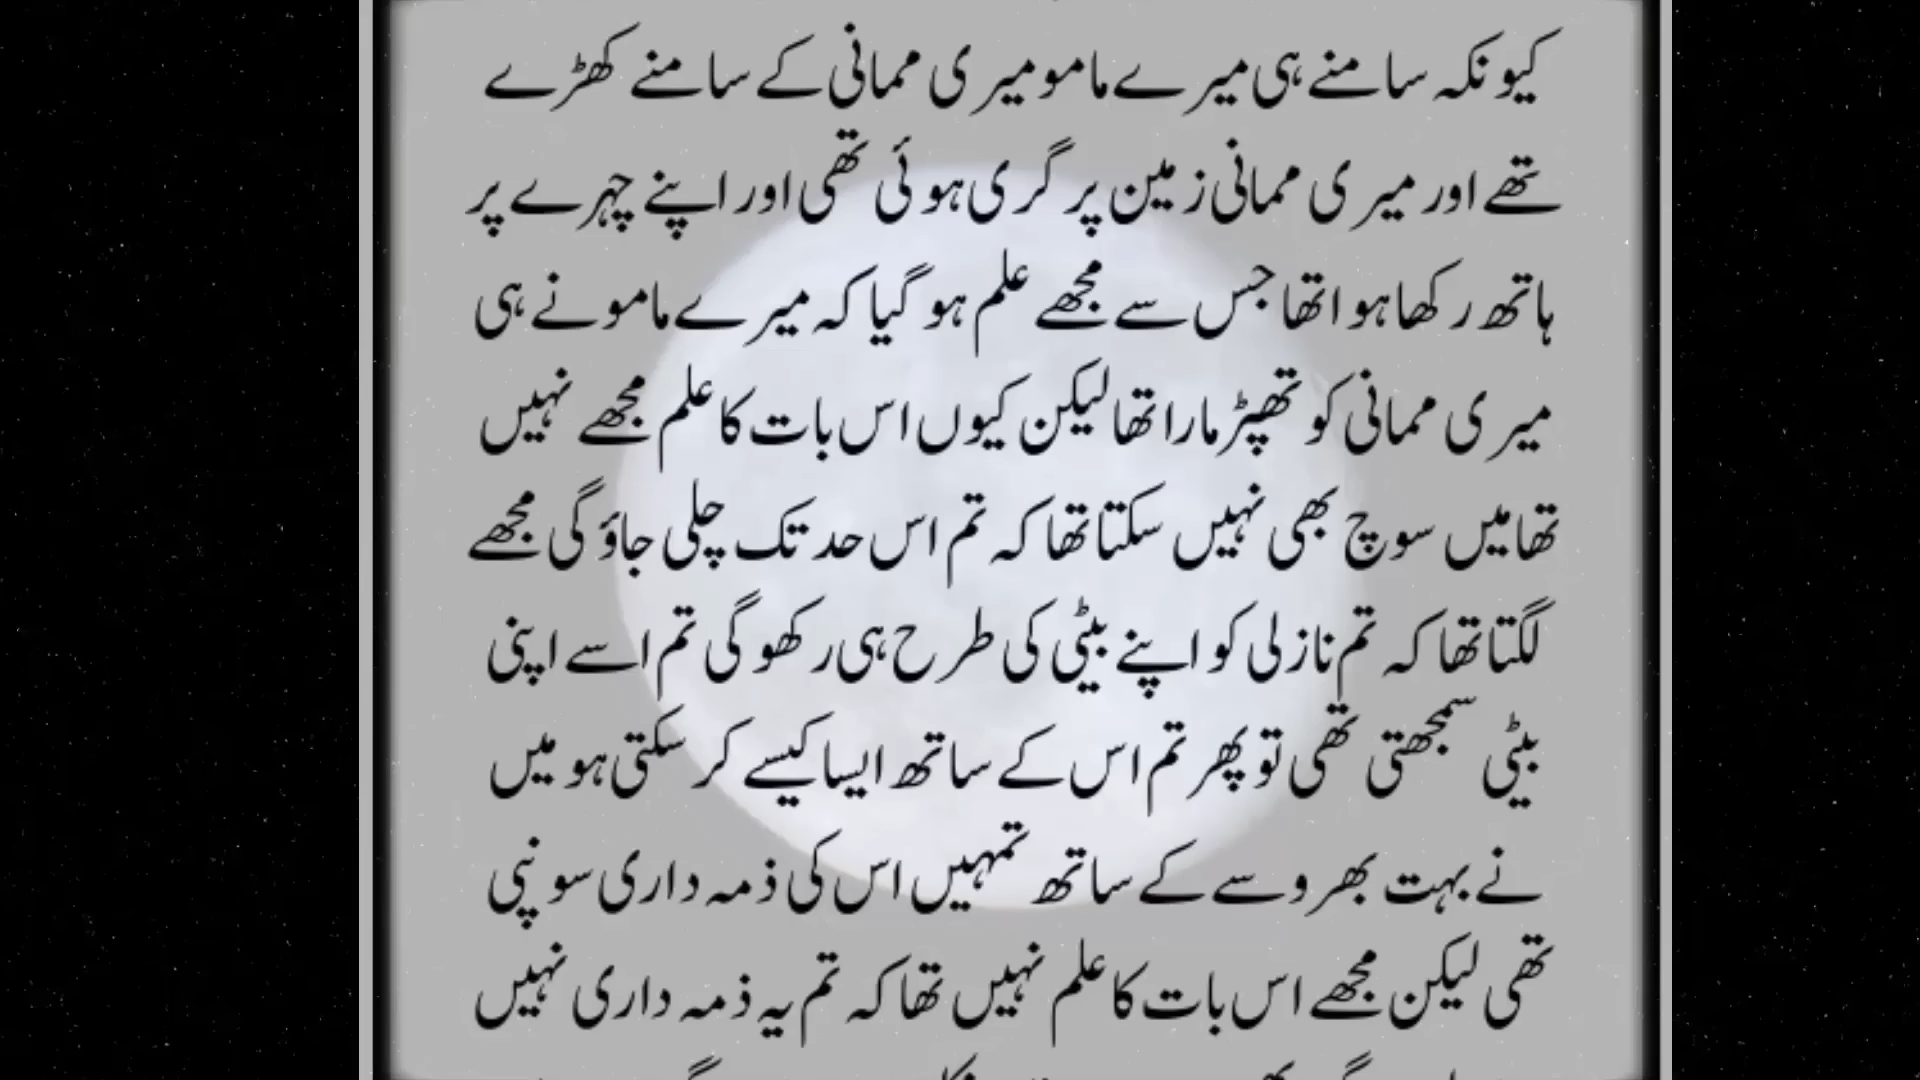 کیونکہ سامنے ہی میرے مامو میری ممانی کے سامنے کھڑے
تھے اور میری ممانی زمین پر گری ہوئی تھی اور اپنے چہرے پر
ہاتھ رکھا ہوا تھا جس سے مجھے علم ہو گیا کہ میرے مامو نے ہی
میری ممانی کو تھپڑ مارا تھا لیکن کیوں اس بات کا علم مجھے نہیں
تھا میں سوچ بھی نہیں سکتا تھا کہ تم اس حد تک چلی جاؤ گی مجھے
لگتا تھا کہ تم نازلی کو اپنے بیٹی کی طرح ہی رکھو گی تم اسے اپنی
بیٹی سمجھتی تھی تو پھر تم اس کے ساتھ ایسا کیسے کر سکتی ہو میں
نے بہت بھروسے کے ساتھ تمہیں اس کی ذمہ داری سونپی
تھی لیکن مجھے اس بات کا علم نہیں تھا کہ تم یہ ذمہ داری نہیں